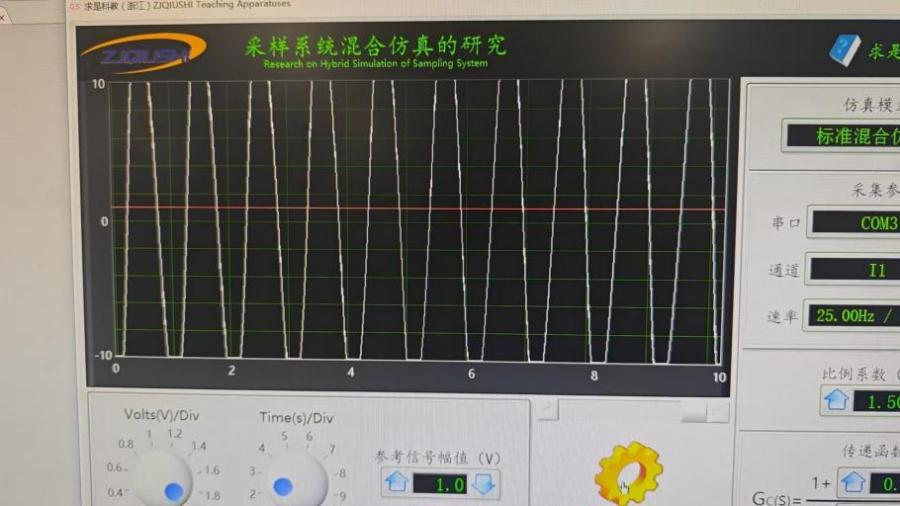 求是科教（浙江）ZJQIUSHI Teaching Apparatuses
ZJQIUSHI
采样系统混合仿真的研究
Research on Hybrid Simulation of Sampling System
求是
10
0
-10
0 2 4 6 8 10
仿真模
标准混合仿
采集参
串口 COM3
通道 I1
速率 25.00Hz /
比例系数（
1.50
传递函数
1+ 0.
Gc(s)=
Volts(V)/Div
0.4 0.6 0.8 1 1.2 1.4 1.6 1.8
Time(s)/Div
2 3 4 5 6 7 8 9
参考信号幅值（V）
1.0